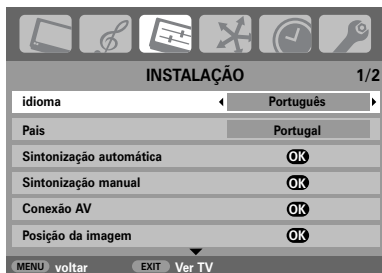 INSTALAÇÃO 1/2
idioma Português
Pais Portugal
Sintonização automática OK
Sintonização manual OK
Conexão AV OK
Posição da imagem OK
MENU voltar EXIT Ver TV